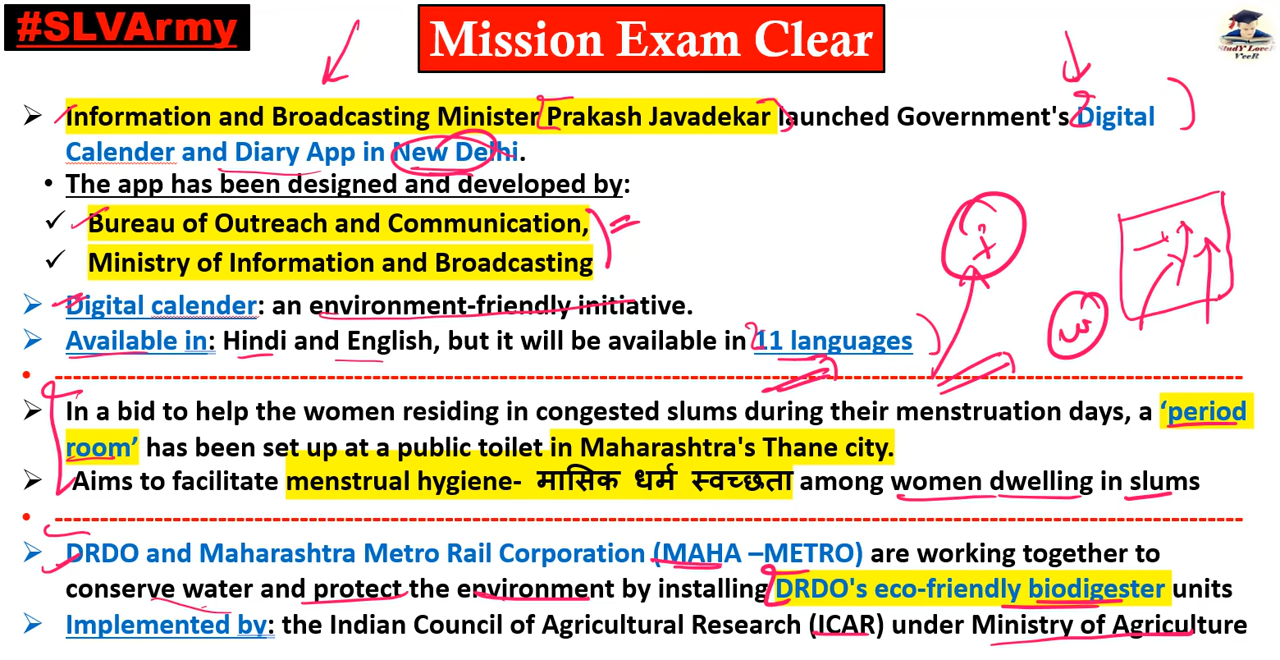 #SLVArmy
Mission Exam Clear
StudY LoveR
VeeR
➢ Information and Broadcasting Minister Prakash Javadekar launched Government's Digital
Calender and Diary App in New Delhi.
• The app has been designed and developed by:
✓ Bureau of Outreach and Communication,
✓ Ministry of Information and Broadcasting
➢ Digital calender: an environment-friendly initiative.
➢ Available in: Hindi and English, but it will be available in 11 languages
➢ In a bid to help the women residing in congested slums during their menstruation days, a ‘period
room’ has been set up at a public toilet in Maharashtra's Thane city.
➢ Aims to facilitate menstrual hygiene- मासिक धर्म स्वच्छता among women dwelling in slums
➢ DRDO and Maharashtra Metro Rail Corporation (MAHA –METRO) are working together to
conserve water and protect the environment by installing DRDO's eco-friendly biodigester units
➢ Implemented by: the Indian Council of Agricultural Research (ICAR) under Ministry of Agriculture